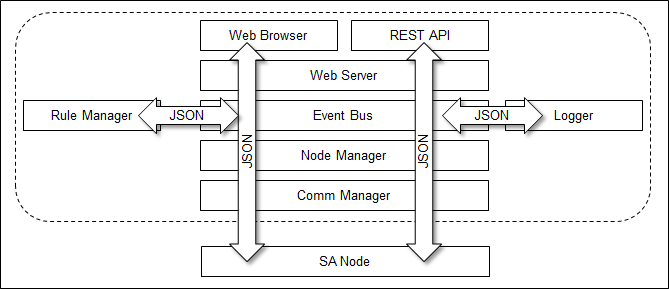 Web Browser
REST API
Web Server
Rule Manager
JSON
Event Bus
JSON
Logger
JSON
JSON
Node Manager
Comm Manager
SA Node